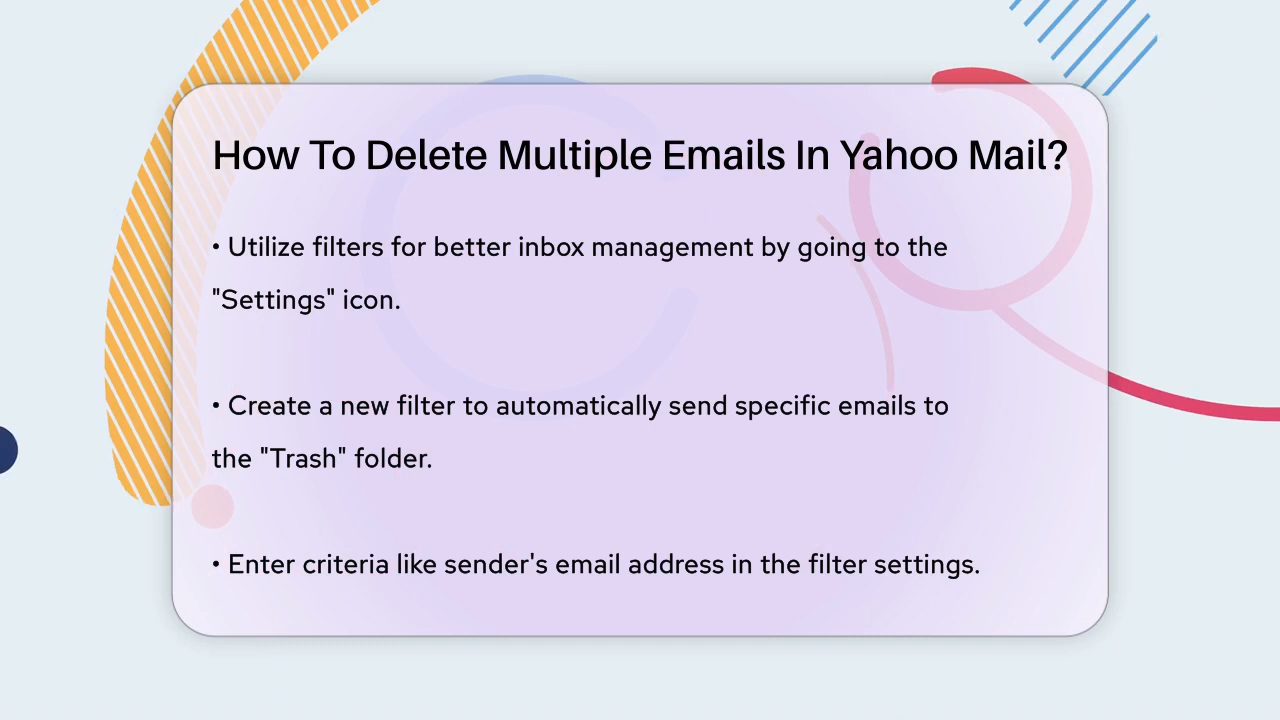 How To Delete Multiple Emails In Yahoo Mail?
• Utilize filters for better inbox management by going to the
"Settings" icon.
• Create a new filter to automatically send specific emails to
the "Trash" folder.
• Enter criteria like sender's email address in the filter settings.